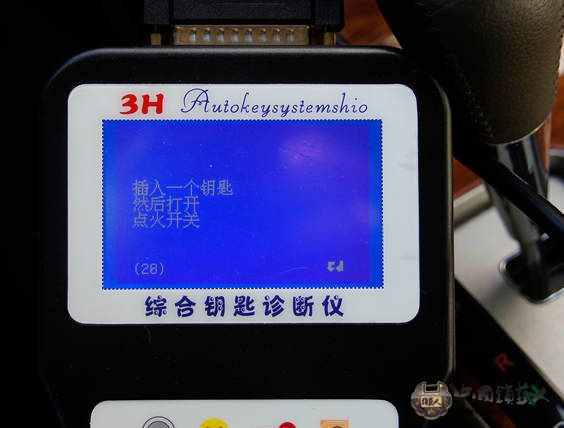 3H Autokeysystemshio
插入一个钥匙
然后打开
点火开关
(28)
综合钥匙诊断仪
R